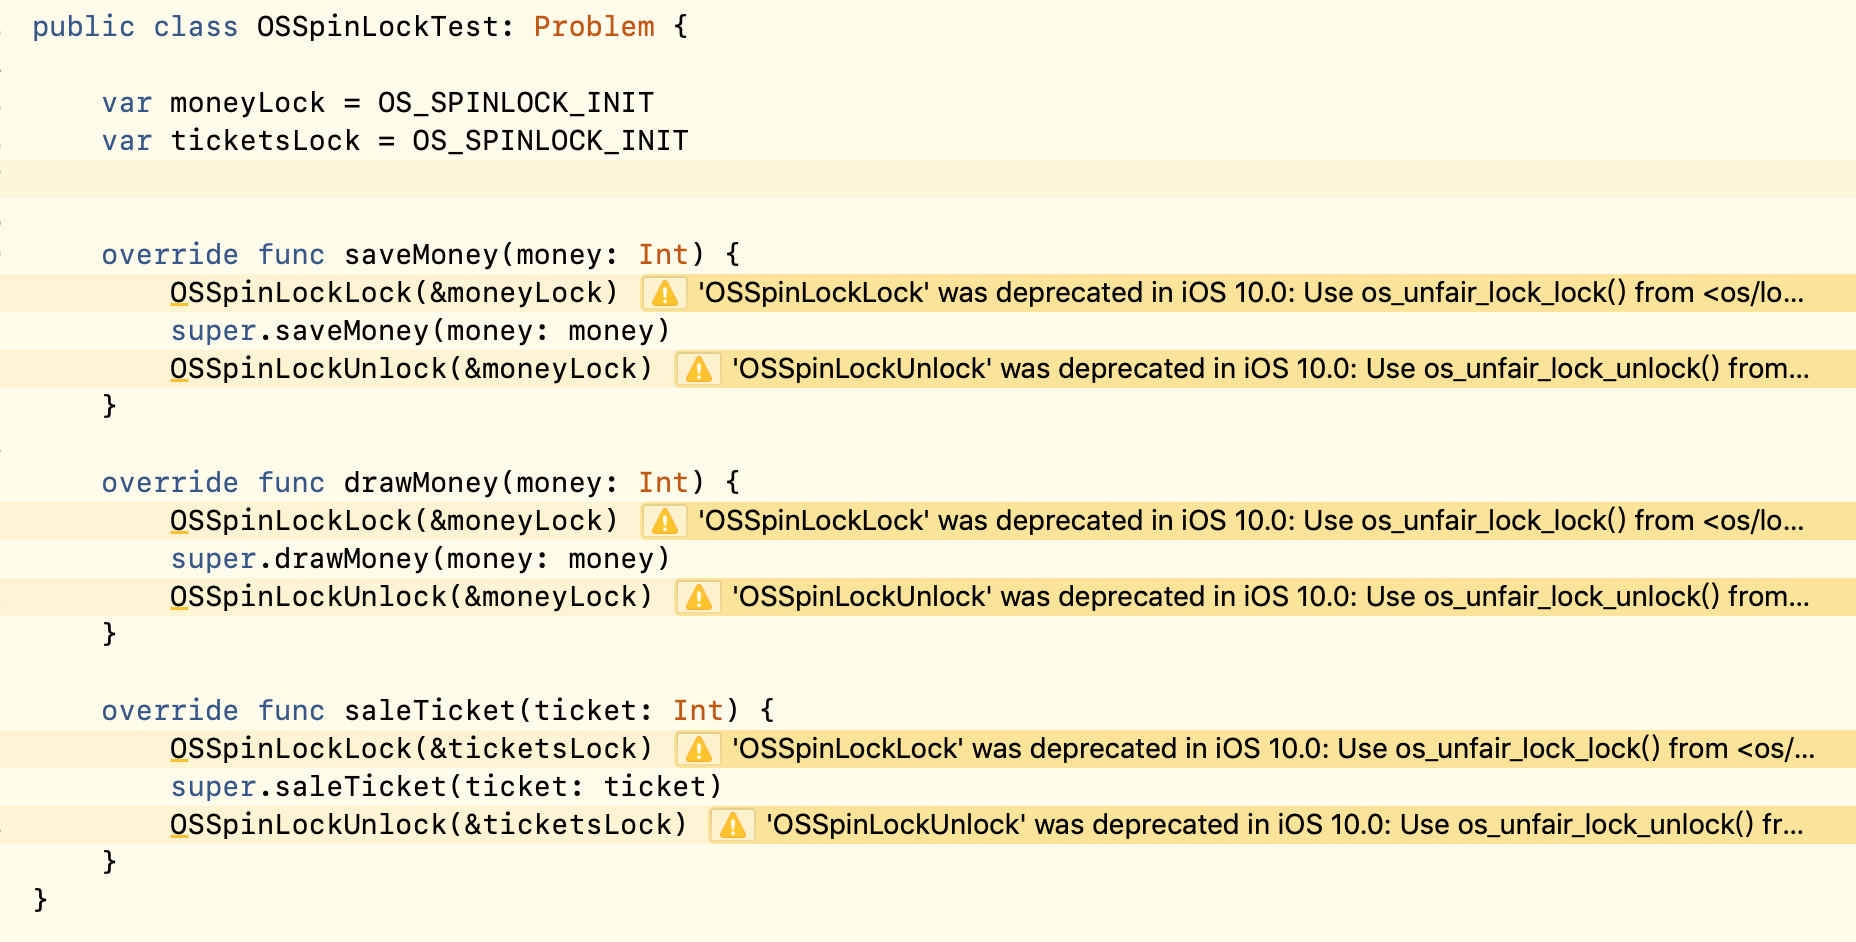 public class OSSpinLockTest: Problem {
var moneyLock = OS_SPINLOCK_INIT
var ticketsLock = OS_SPINLOCK_INIT
override func saveMoney(money: Int) {
OSSpinLockLock(&moneyLock) 'OSSpinLockLock' was deprecated in iOS 10.0: Use os_unfair_lock_lock() from <os/lo...
super.saveMoney(money: money)
OSSpinLockUnlock(&moneyLock) 'OSSpinLockUnlock' was deprecated in iOS 10.0: Use os_unfair_lock_unlock() from...
}
override func drawMoney(money: Int) {
OSSpinLockLock(&moneyLock) 'OSSpinLockLock' was deprecated in iOS 10.0: Use os_unfair_lock_lock() from <os/lo...
super.drawMoney(money: money)
OSSpinLockUnlock(&moneyLock) 'OSSpinLockUnlock' was deprecated in iOS 10.0: Use os_unfair_lock_unlock() from...
}
override func saleTicket(ticket: Int) {
OSSpinLockLock(&ticketsLock) 'OSSpinLockLock' was deprecated in iOS 10.0: Use os_unfair_lock_lock() from <os/...
super.saleTicket(ticket: ticket)
OSSpinLockUnlock(&ticketsLock) 'OSSpinLockUnlock' was deprecated in iOS 10.0: Use os_unfair_lock_unlock() fr...
}
}